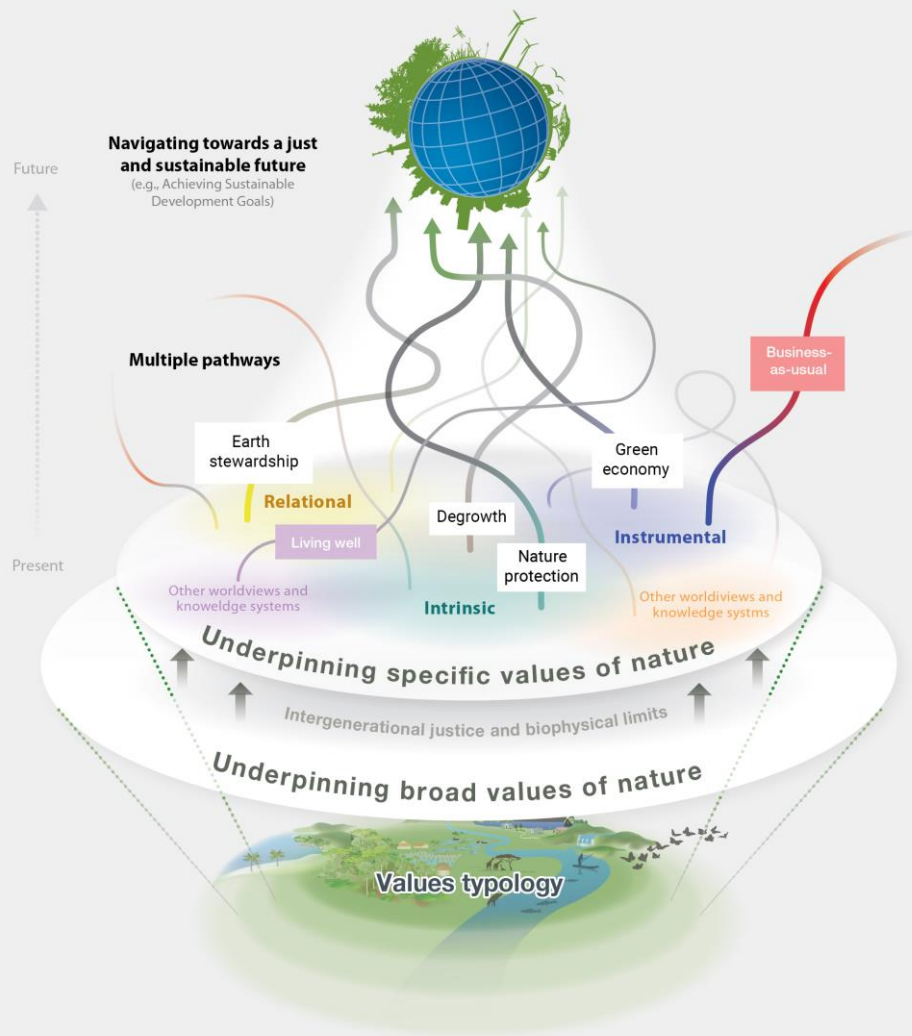 Navigating towards a just
and sustainable future
(e.g., Achieving Sustainable
Development Goals)
Future
Multiple pathways
Business-
as-usual
Earth
stewardship
Green
economy
Relational
Degrowth
Instrumental
Living well
Nature
protection
Present
Other worldviews and
knoweldge systems
Intrinsic
Other worldiviews and
knowledge systms
Underpinning specific values of nature
Intergenerational justice and biophysical limits
Underpinning broad values of nature
Values typology